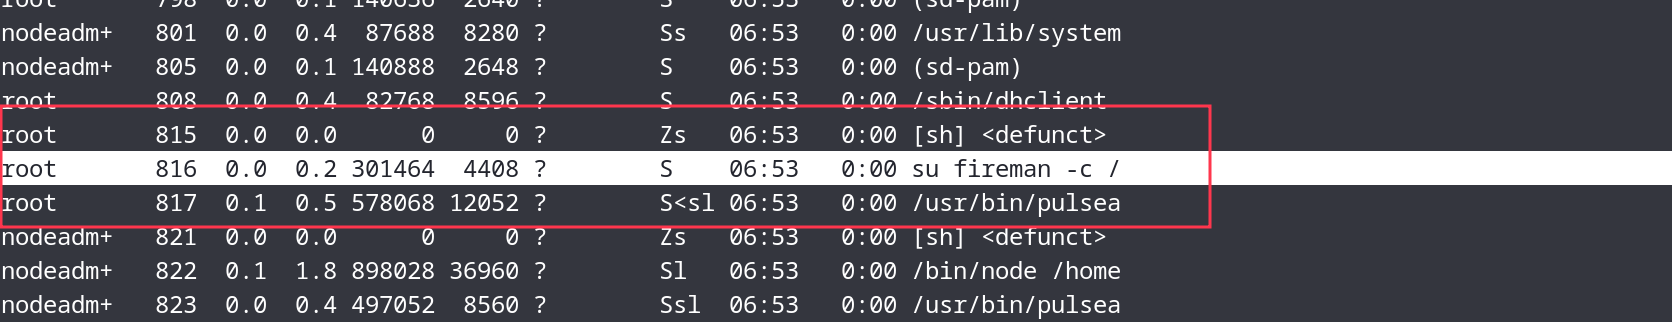 root 798 0.0 0.1 140636 2640 ? S 06:53 0:00 (sd-pam)
nodeadm+ 801 0.0 0.4 87688 8280 ? Ss 06:53 0:00 /usr/lib/system
nodeadm+ 805 0.0 0.1 140888 2648 ? S 06:53 0:00 (sd-pam)
root 808 0.0 0.4 82768 8596 ? S 06:53 0:00 /sbin/dhclient
root 815 0.0 0.0 0 0 ? Zs 06:53 0:00 [sh] <defunct>
root 816 0.0 0.2 301464 4408 ? S 06:53 0:00 su fireman -c /
root 817 0.1 0.5 578068 12052 ? S<sl 06:53 0:00 /usr/bin/pulsea
nodeadm+ 821 0.0 0.0 0 0 ? Zs 06:53 0:00 [sh] <defunct>
nodeadm+ 822 0.1 1.8 898028 36960 ? Sl 06:53 0:00 /bin/node /home
nodeadm+ 823 0.0 0.4 497052 8560 ? Ssl 06:53 0:00 /usr/bin/pulsea